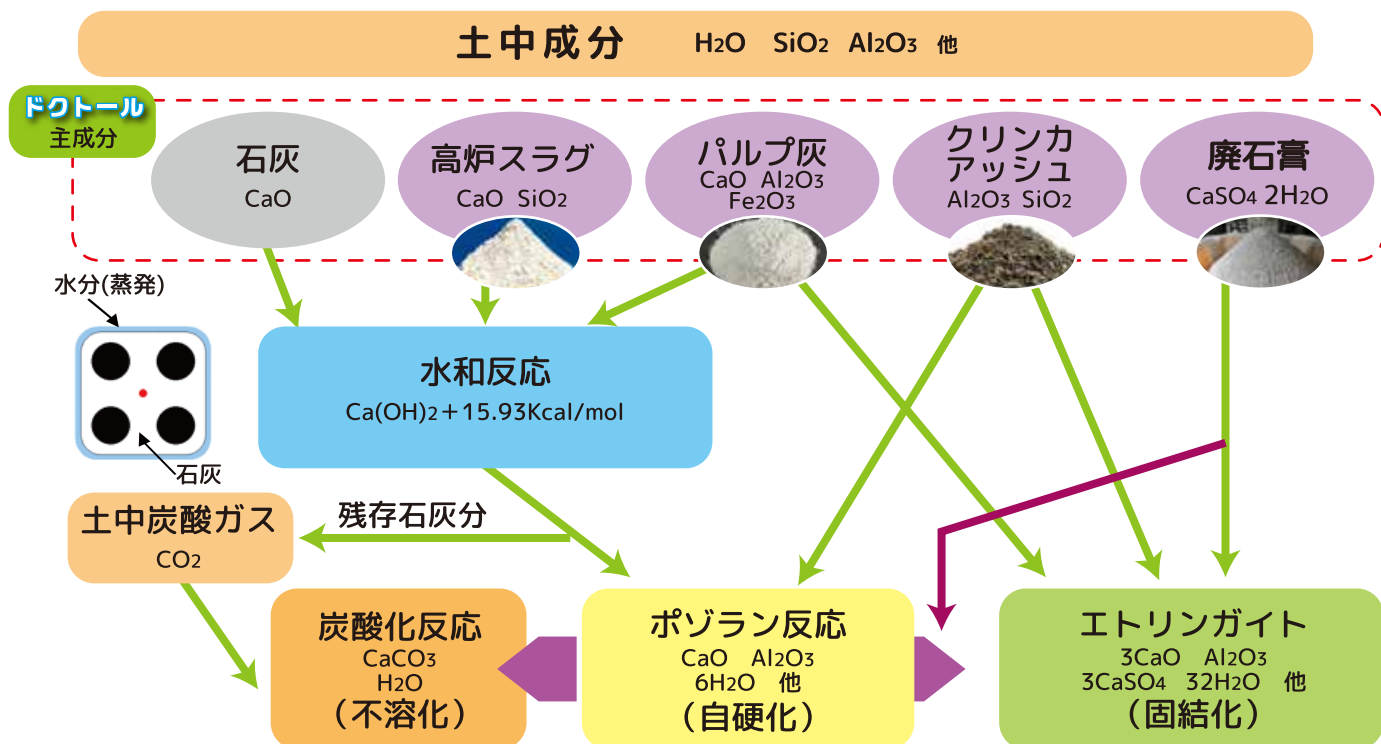 土中成分 H2O SiO2 Al2O3 他
ドクトール
主成分
石灰
CaO
高炉スラグ
CaO SiO2
パルプ灰
CaO Al2O3
Fe2O3
クリンカ
アッシュ
Al2O3 SiO2
廃石膏
CaSO4 2H2O
水分(蒸発)
石灰
水和反応
Ca(OH)2+15.93Kcal/mol
残存石灰分
土中炭酸ガス
CO2
炭酸化反応
CaCO3
H2O
(不溶化)
ポゾラン反応
CaO Al2O3
6H2O 他
(自硬化)
エトリンガイト
3CaO Al2O3
3CaSO4 32H2O 他
(固結化)